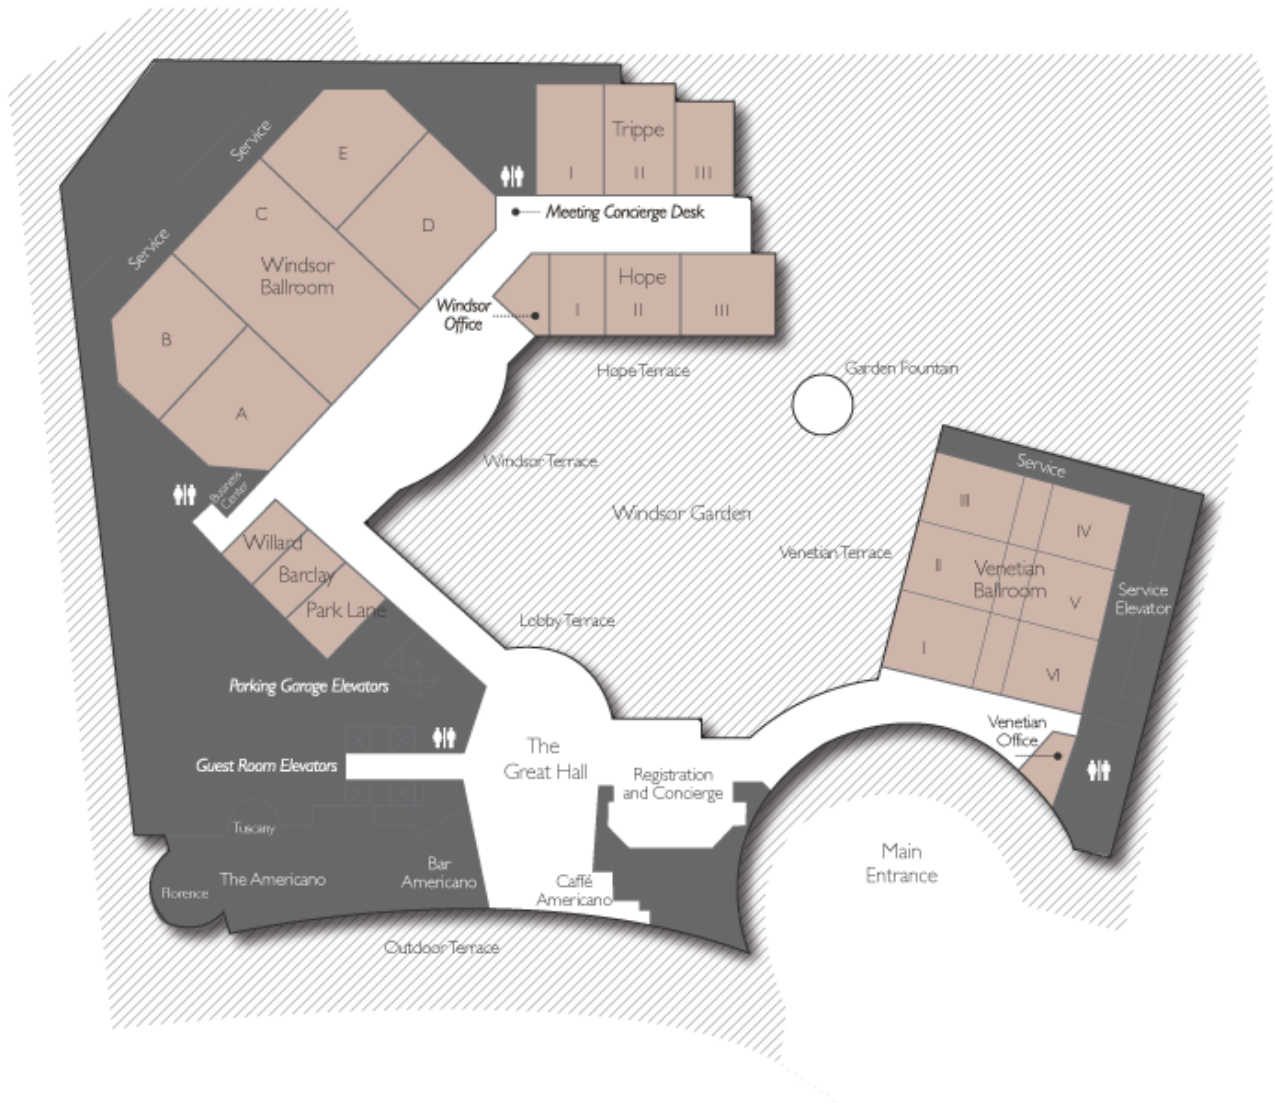 Service
E
Trippe
I
II
III
C
D
Meeting Concierge Desk
Service
Windsor
Ballroom
Hope
I
II
III
Windsor
Office
B
A
Hope Terrace
Garden Fountain
Business
Center
Windsor Terrace
Windsor Garden
Venetian Terrace
Service
III
IV
II
Venetian
Ballroom
V
Service
Elevator
I
VI
Willard
Barclay
Park Lane
Lobby Terrace
Parking Garage Elevators
Guest Room Elevators
The
Great Hall
Registration
and Concierge
Venetian
Office
Tuscany
Florence
The Americano
Bar
Americano
Caffé
Americano
Main
Entrance
Outdoor Terrace